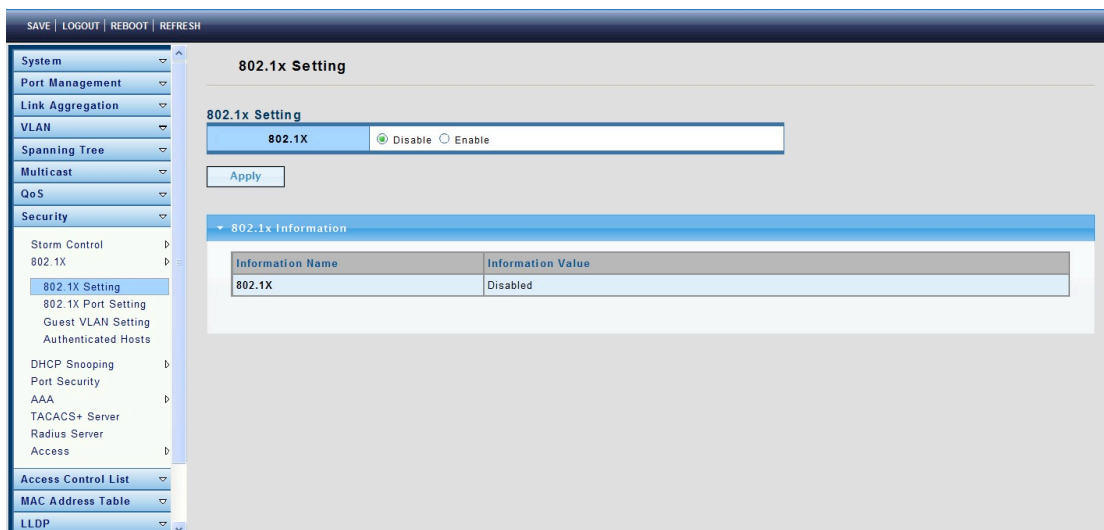 SAVE | LOGOUT | REBOOT | REFRESH
System
Port Management
Link Aggregation
VLAN
Spanning Tree
Multicast
QoS
Security
Storm Control
802.1X
802.1X Setting
802.1X Port Setting
Guest VLAN Setting
Authenticated Hosts
DHCP Snooping
Port Security
AAA
TACACS+ Server
Radius Server
Access
Access Control List
MAC Address Table
LLDP
802.1x Setting
802.1x Setting
802.1X Disable Enable
Apply
802.1x Information
Information Name Information Value
802.1X Disabled